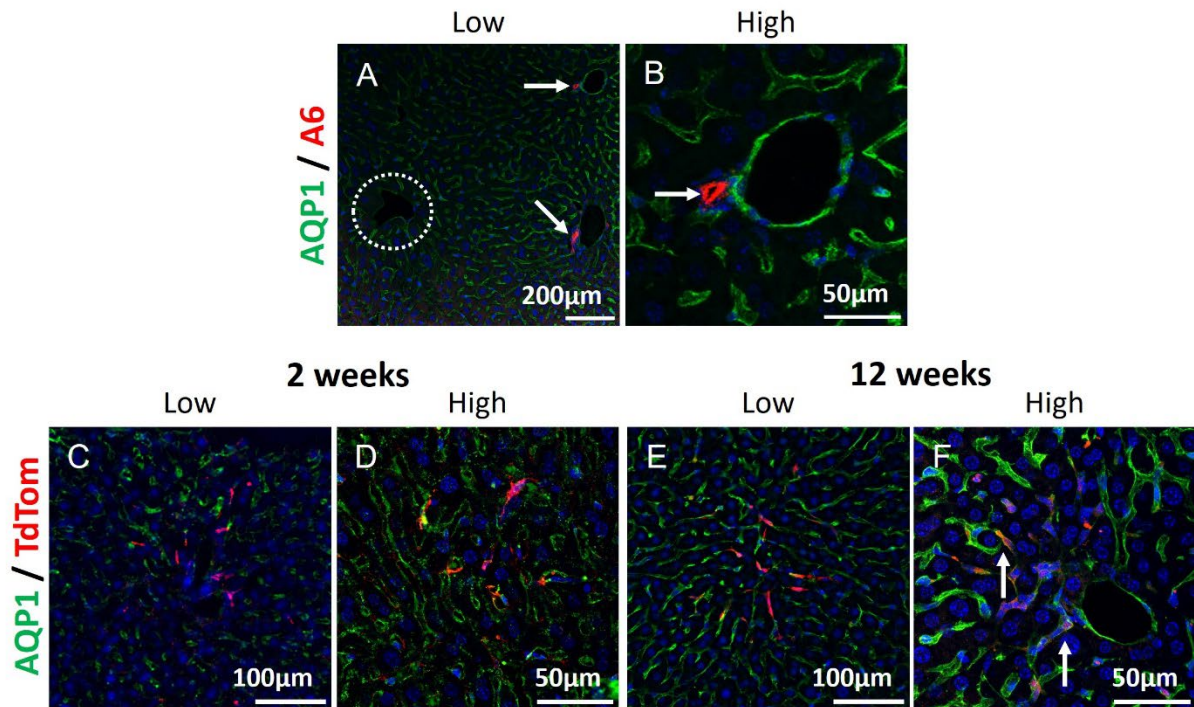 Low High
AQP1 / A6
A B
200µm 50µm
2 weeks 12 weeks
Low High Low High
AQP1 / TdTom
C D E F
100µm 50µm 100µm 50µm